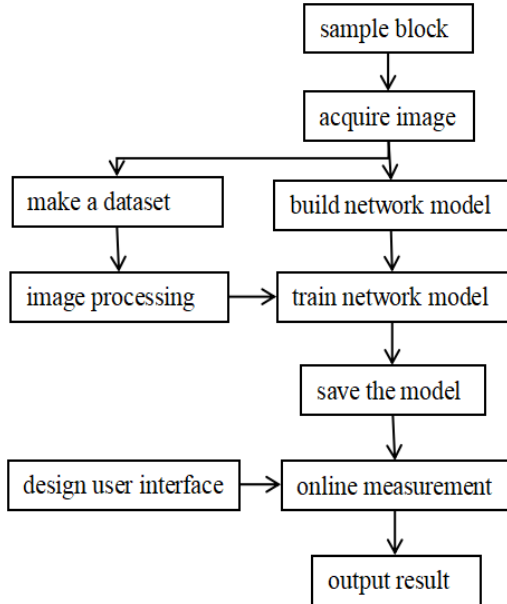 sample block
acquire image
make a dataset
build network model
image processing
train network model
save the model
design user interface
online measurement
output result